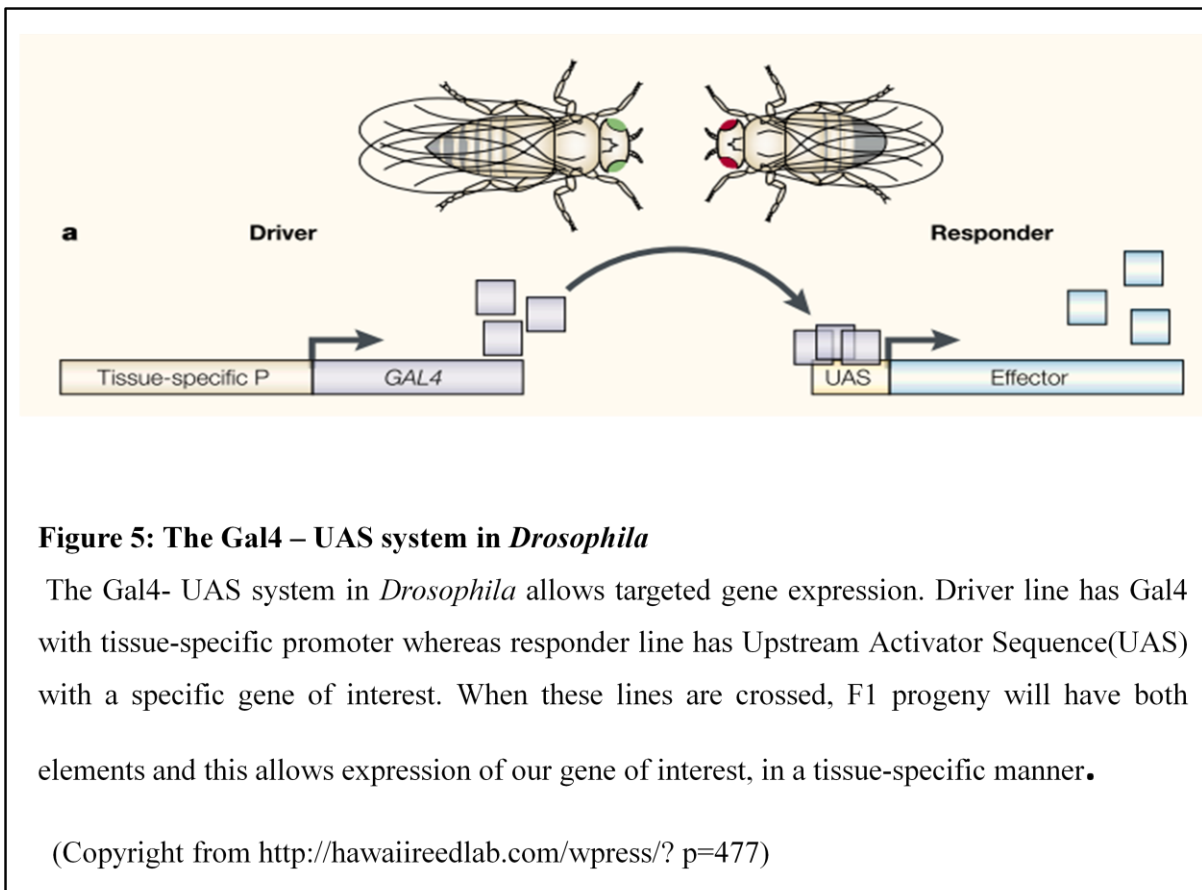 a Driver Responder
Tissue-specific P GAL4 UAS Effector
Figure 5: The Gal4 – UAS system in Drosophila
The Gal4- UAS system in Drosophila allows targeted gene expression. Driver line has Gal4
with tissue-specific promoter whereas responder line has Upstream Activator Sequence(UAS)
with a specific gene of interest. When these lines are crossed, F1 progeny will have both
elements and this allows expression of our gene of interest, in a tissue-specific manner.
(Copyright from http://hawaiireedlab.com/wpress/? p=477)